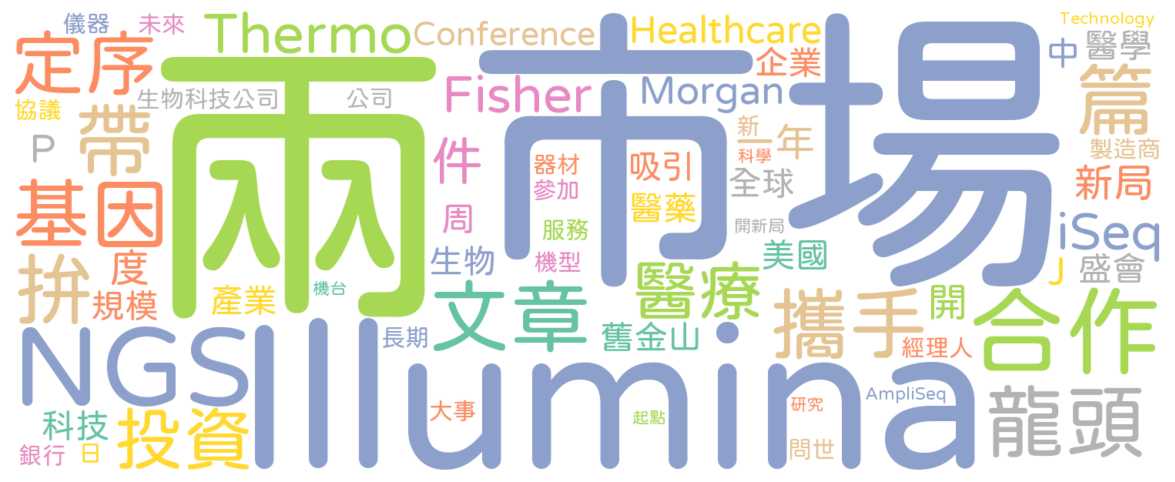 儀器
未來
Thermo
Conference
Healthcare
Technology
定序
兩
市場
企業
中
醫學
生物科技公司
公司
Fisher
Morgan
篇
協議
帶
P
件
新
一年
科學
製造商
器材
吸引
全球
新局
基因
參加
醫藥
周
服務
開新局
iSeq
度
生物
機型
美國
盛會
J
拚
規模
產業
機台
文章
醫療
攜手
開
合作
NGS
Illumina
長期
舊金山
經理人
AmpliSeq
龍頭
科技
投資
大事
起點
研究
銀行
日
問世